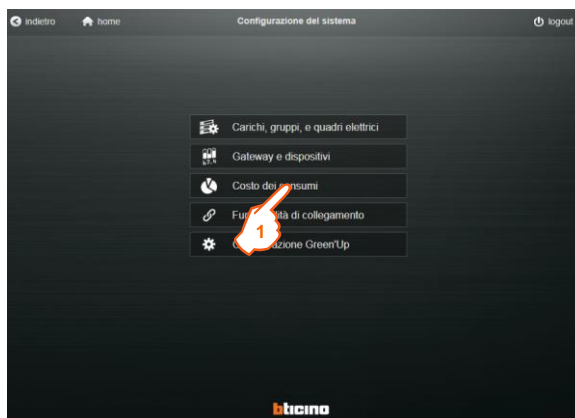 indietro home Configurazione del sistema logout
Carichi, gruppi, e quadri elettrici
Gateway e dispositivi
Costo dei consumi
di collegamento
1
Green'Up
bticino